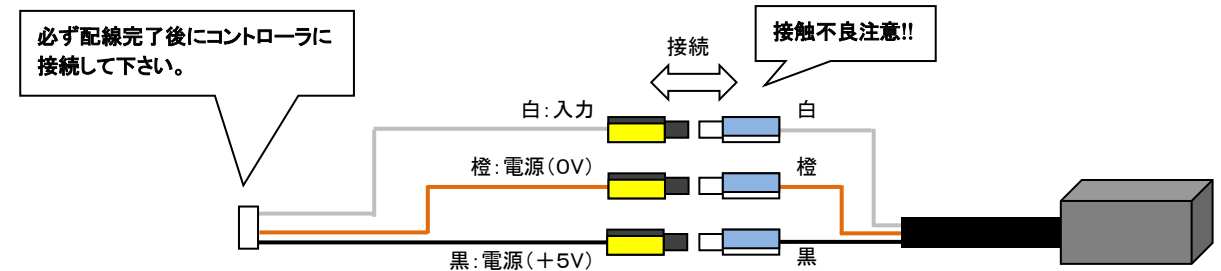 必ず配線完了後にコントローラに
接続して下さい。
接続
接触不良注意!!
白：入力
白
橙：電源（０V）
橙
黒：電源（＋５V）
黒